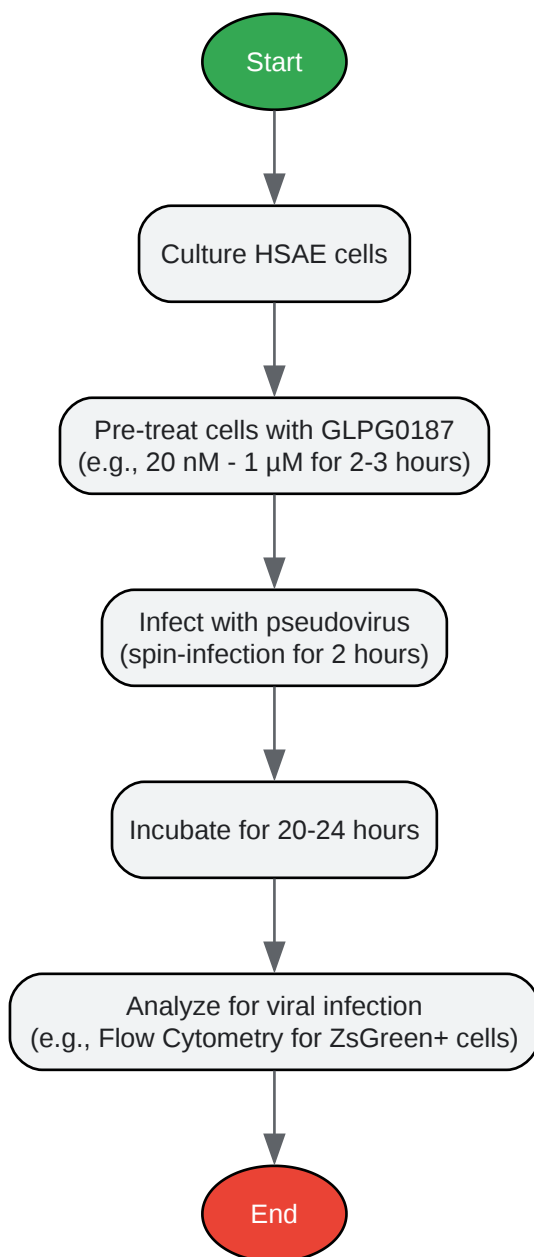 Start
Culture HSAE cells
Pre-treat cells with GLPG0187
(e.g., 20 nM - 1 µM for 2-3 hours)
Infect with pseudovirus
(spin-infection for 2 hours)
Incubate for 20-24 hours
Analyze for viral infection
(e.g., Flow Cytometry for ZsGreen+ cells)
End